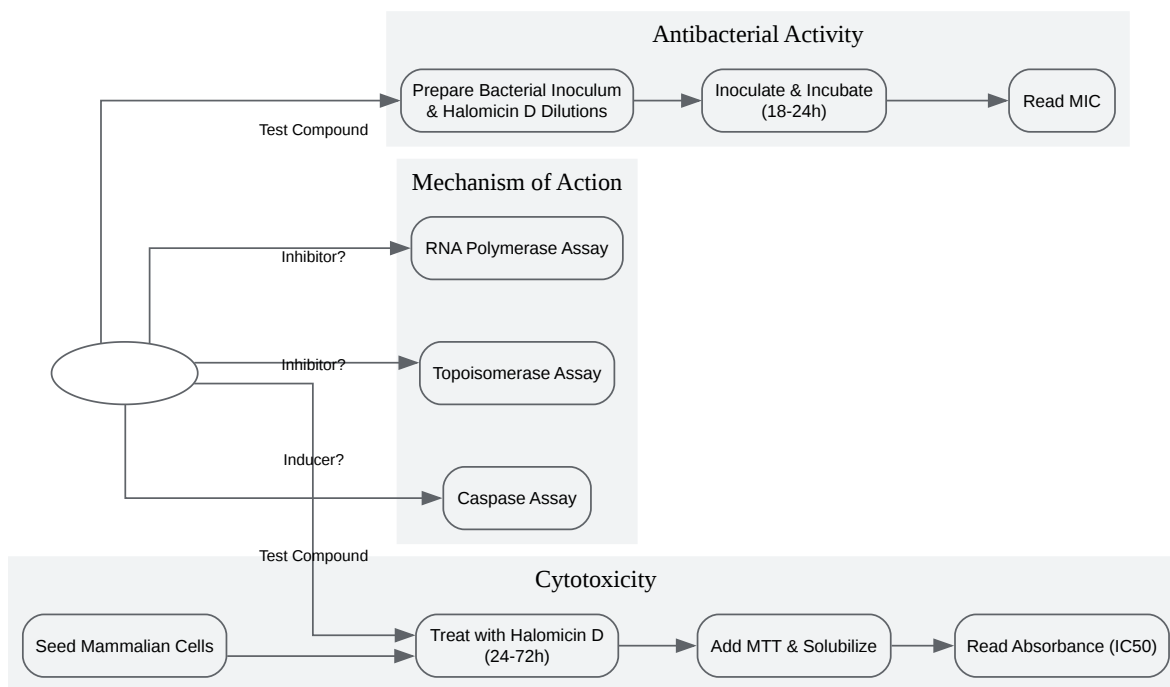 Antibacterial Activity
Prepare Bacterial Inoculum
& Halomicin D Dilutions
Inoculate & Incubate
(18-24h)
Read MIC
Test Compound
Mechanism of Action
RNA Polymerase Assay
Inhibitor?
Topoisomerase Assay
Inhibitor?
Inducer?
Caspase Assay
Test Compound
Cytotoxicity
Seed Mammalian Cells
Treat with Halomicin D
(24-72h)
Add MTT & Solubilize
Read Absorbance (IC50)